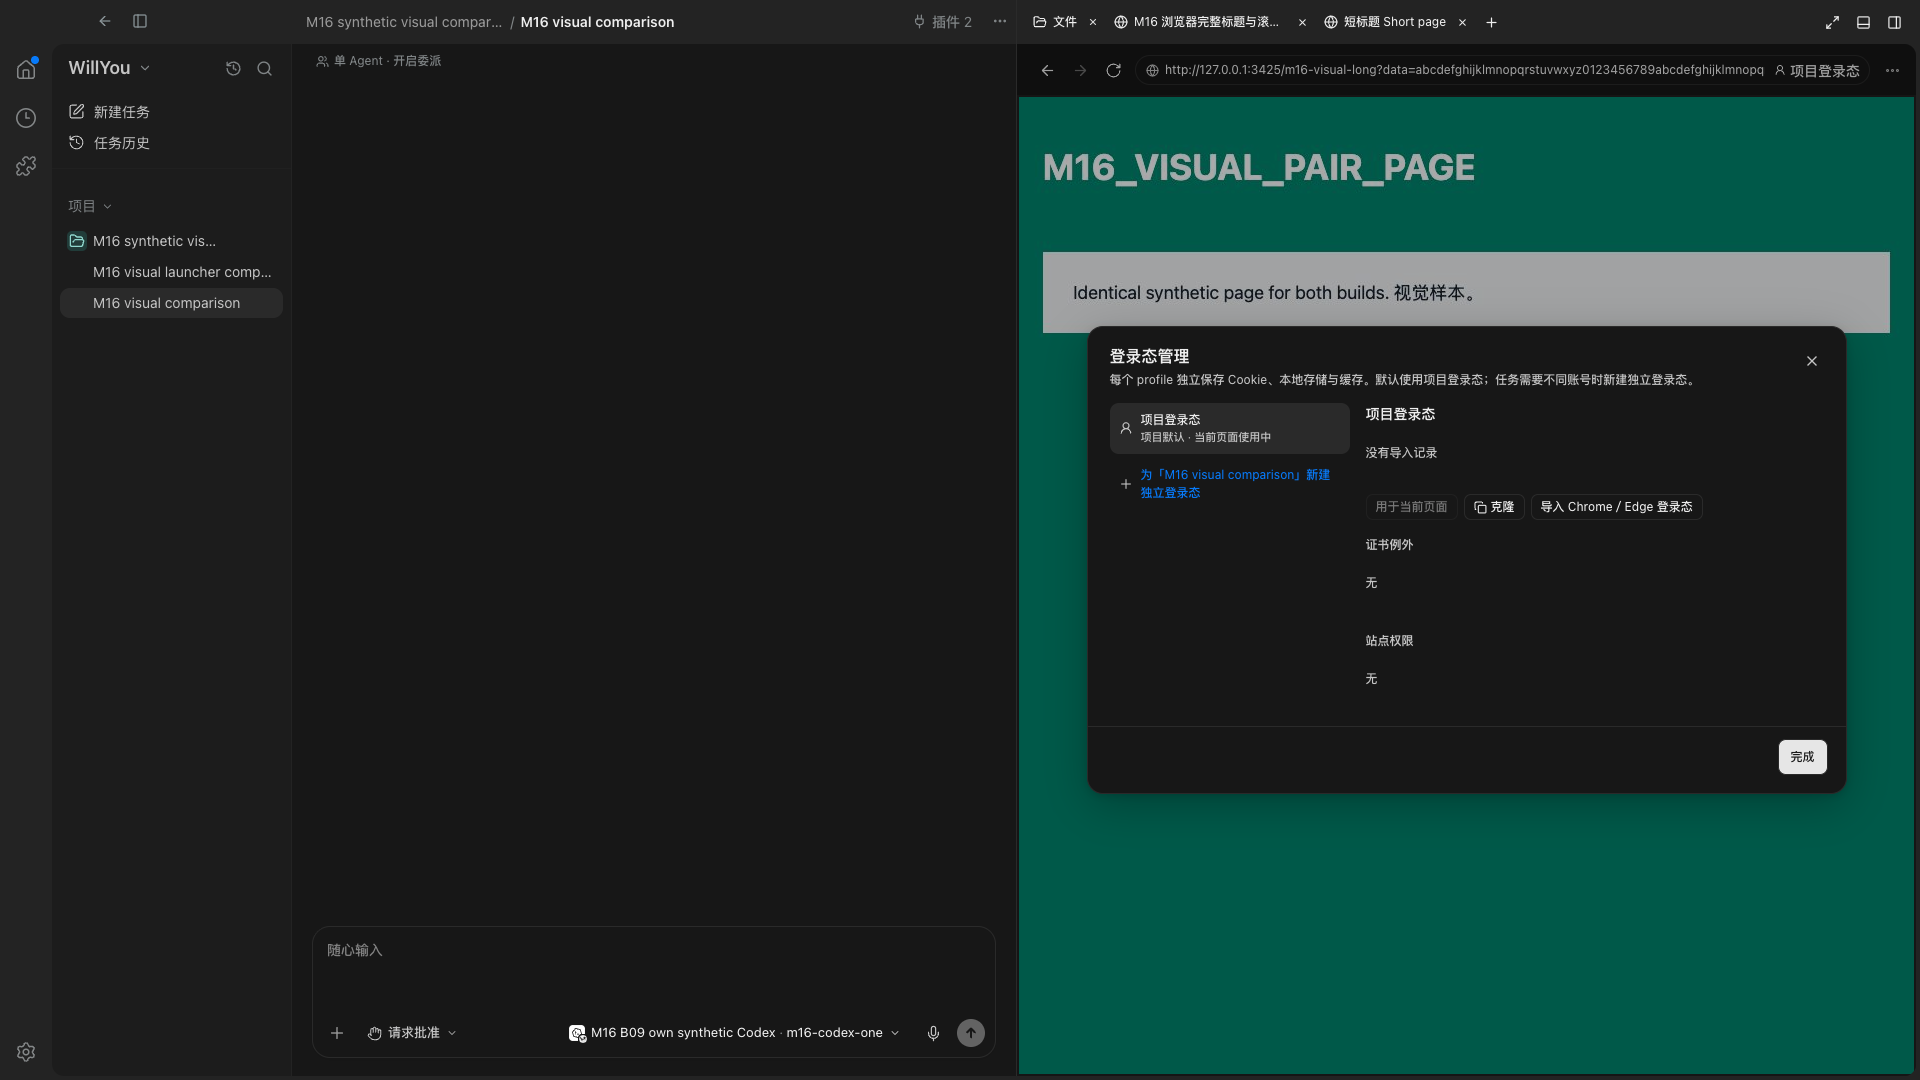 M16 synthetic visual compar... / M16 visual comparison
插件 2
文件
M16 浏览器完整标题与滚...
短标题 Short page
WillYou
新建任务
任务历史
项目
M16 synthetic vis...
M16 visual launcher comp...
M16 visual comparison
单 Agent · 开启委派
随心输入
请求批准
M16 B09 own synthetic Codex · m16-codex-one
http://127.0.0.1:3425/m16-visual-long?data=abcdefghijklmnopqrstuvwxyz0123456789abcdefghijklmnopq
项目登录态
M16_VISUAL_PAIR_PAGE
Identical synthetic page for both builds. 视觉样本。
登录态管理
每个 profile 独立保存 Cookie、本地存储与缓存。默认使用项目登录态；任务需要不同账号时新建独立登录态。
项目登录态
项目默认 · 当前页面使用中
为「M16 visual comparison」新建
独立登录态
项目登录态
没有导入记录
用于当前页面
克隆
导入 Chrome / Edge 登录态
证书例外
无
站点权限
无
完成